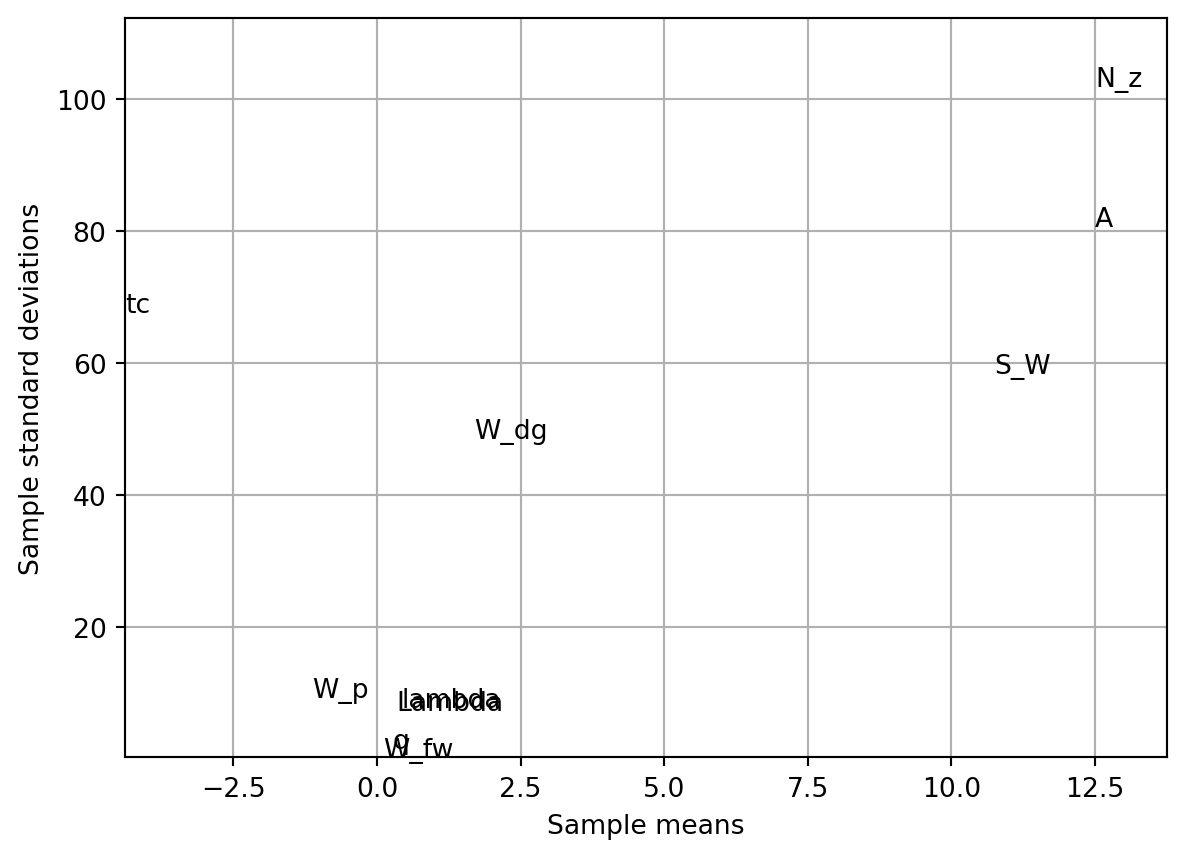 N_z
100
A
80
tc
S_W
60
W_dg
40
20
W_p
lambda
Lambda
q
W_fw
−2.5
0.0
2.5
5.0
7.5
10.0
12.5
Sample means
Sample standard deviations